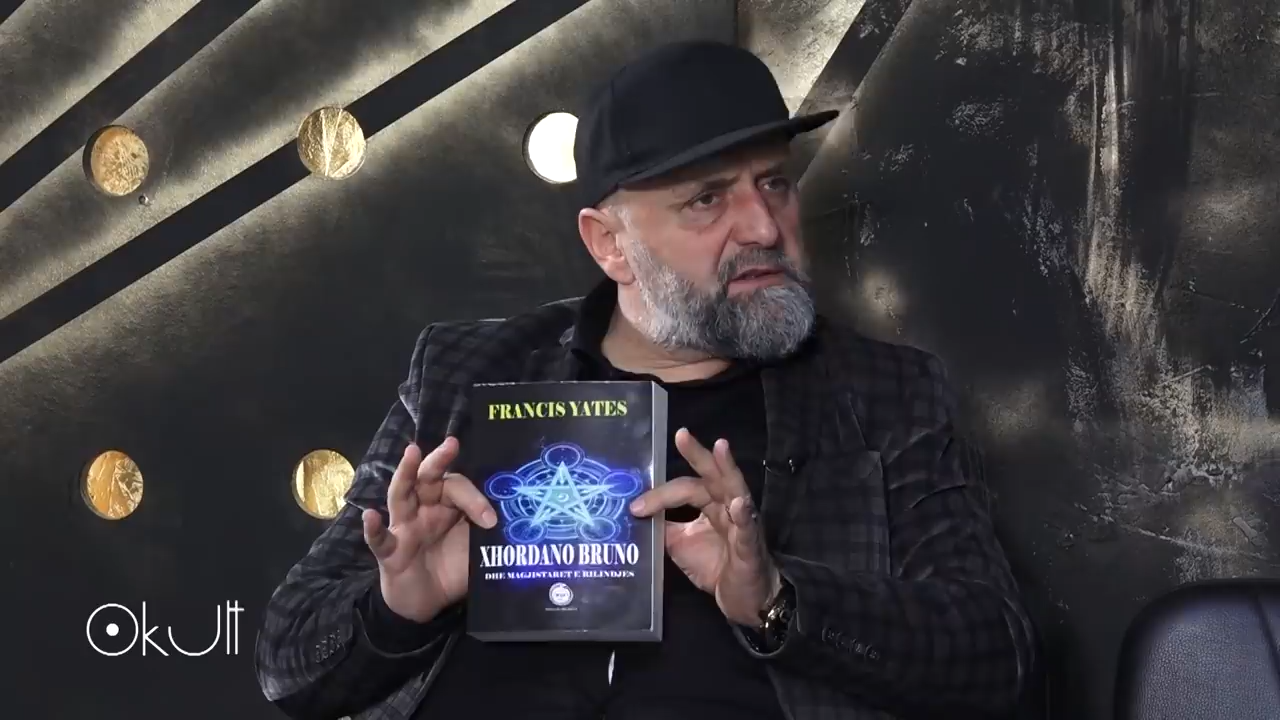 FRANCIS YATES
XHORDANO BRUNO
DHE MAGJISTARET E RILINDJES
Okult